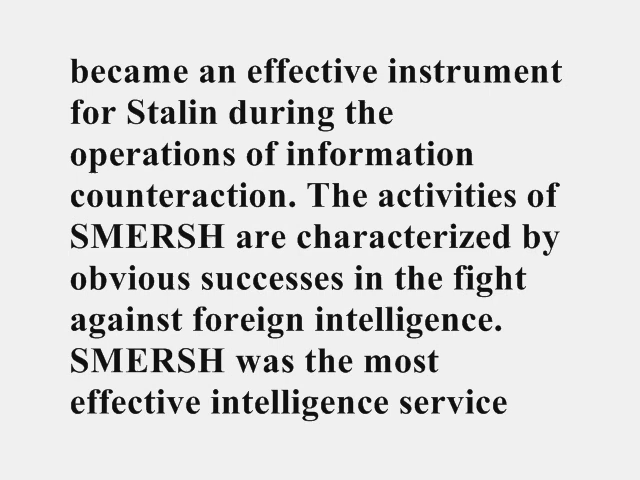 became an effective instrument
for Stalin during the
operations of information
counteraction. The activities of
SMERSH are characterized by
obvious successes in the fight
against foreign intelligence.
SMERSH was the most
effective intelligence service